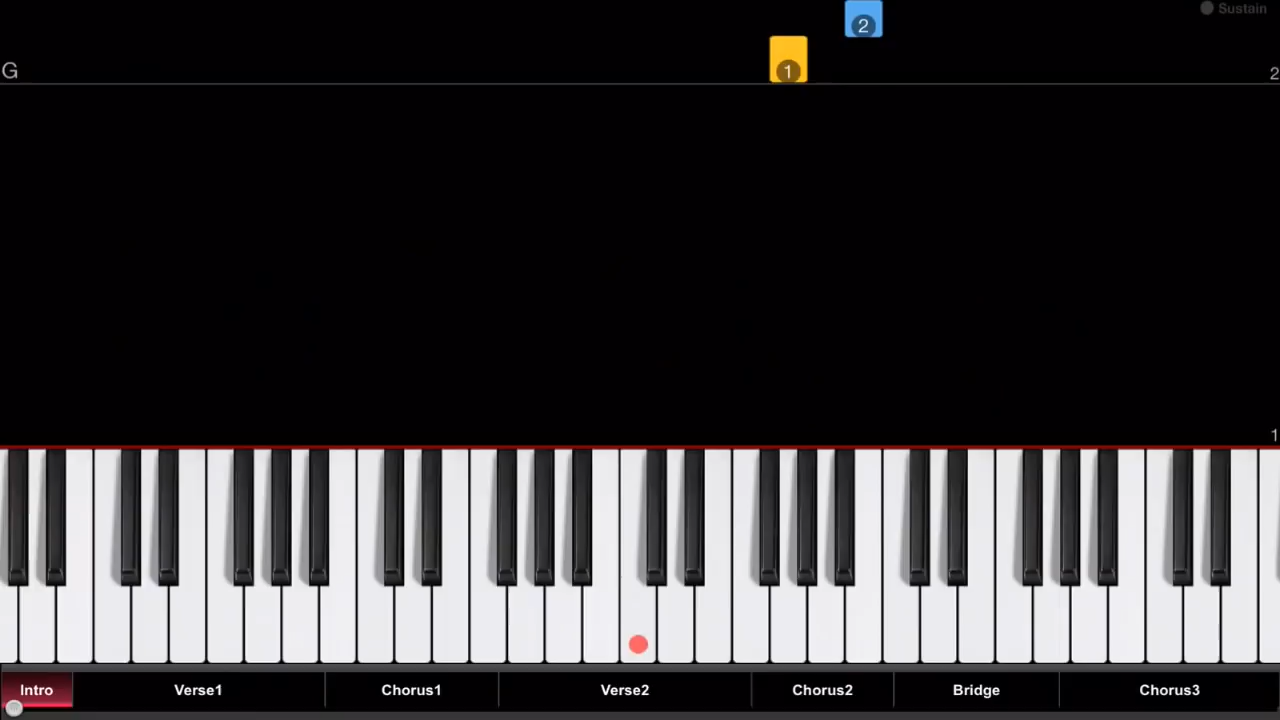 2
Sustain
G
1
2
1
Intro
Verse1
Chorus1
Verse2
Chorus2
Bridge
Chorus3